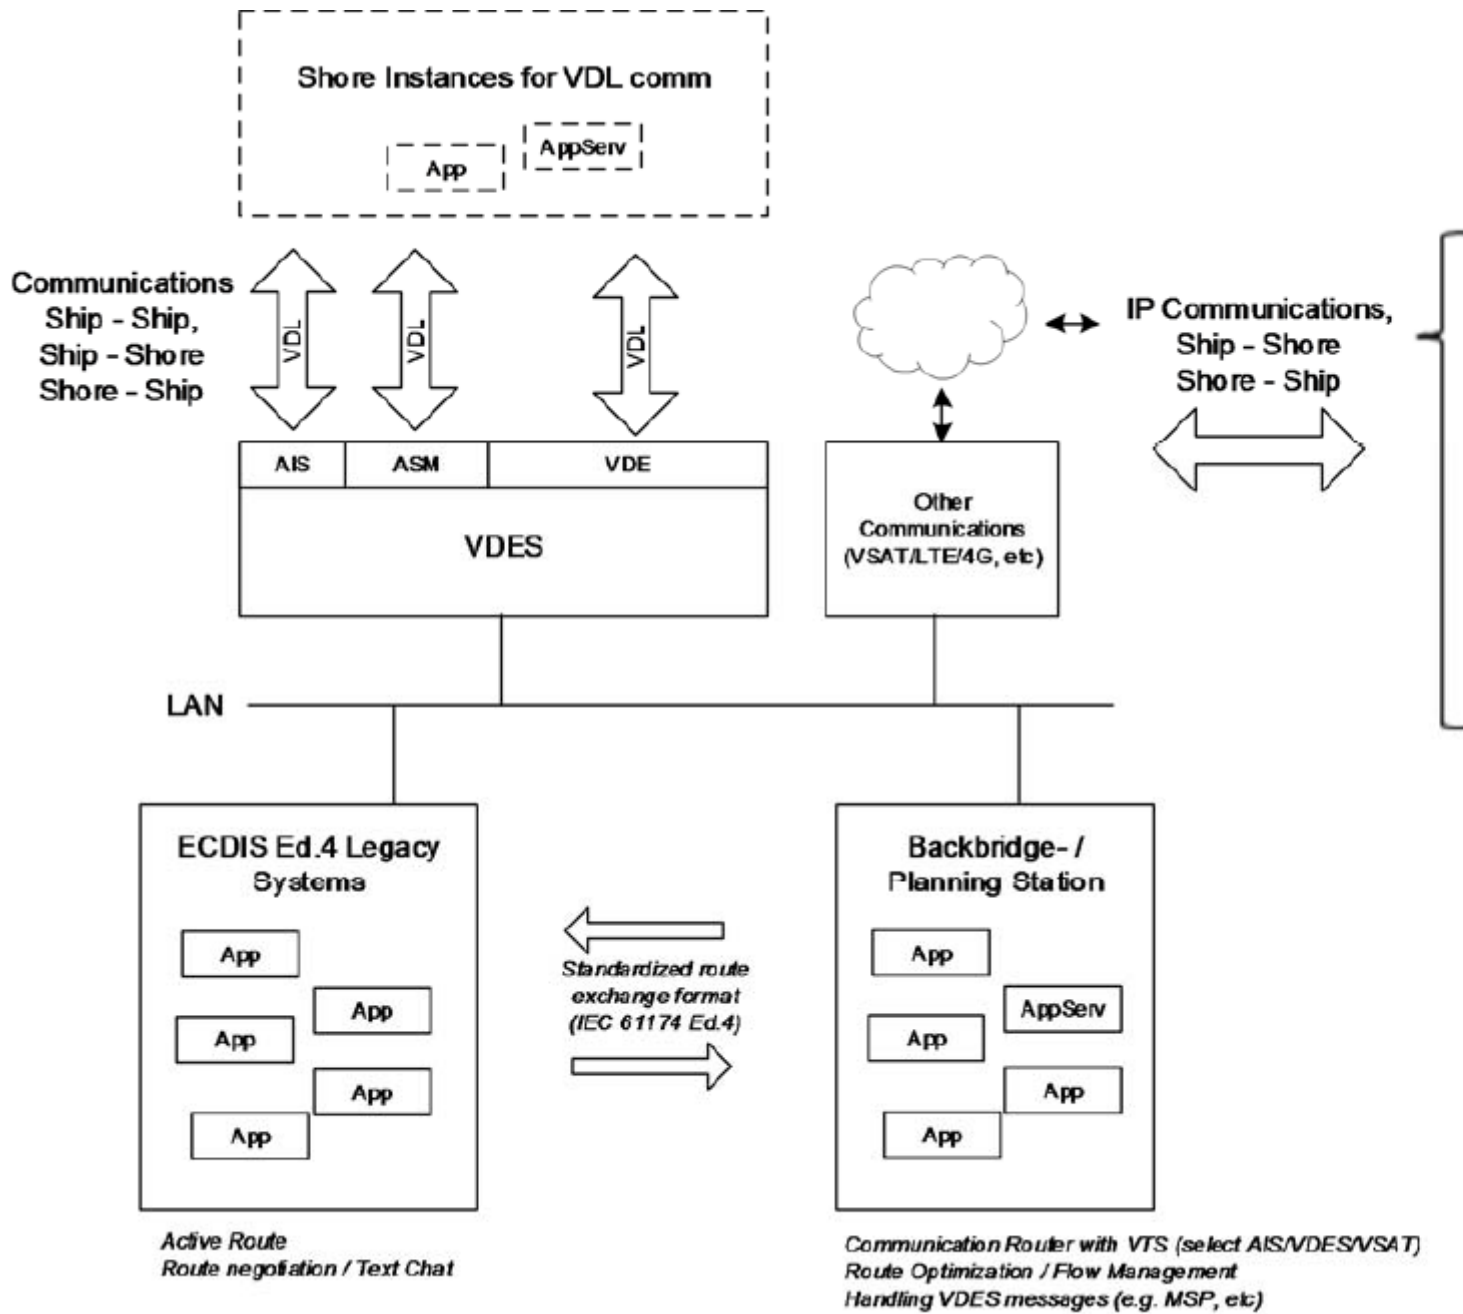 Shore Instances for VDL comm
AppServ
App
Communications
Ship - Ship,
Ship - Shore
Shore - Ship
VDL
VDL
VDL
IP Communications,
Ship - Shore
Shore - Ship
AIS
ASM
VDE
VDES
Other
Communications
(VSAT/LTE/4G, etc)
LAN
ECDIS Ed.4 Legacy
Systems
App
App
App
App
App
Standardized route
exchange format
(IEC 61174 Ed.4)
Backbridge- /
Planning Station
App
AppServ
App
App
App
Active Route
Route negotiation / Text Chat
Communication Router with VTS (select AIS/VDES/VSAT)
Route Optimization / Flow Management
Handling VDES messages (e.g. MSP, etc)